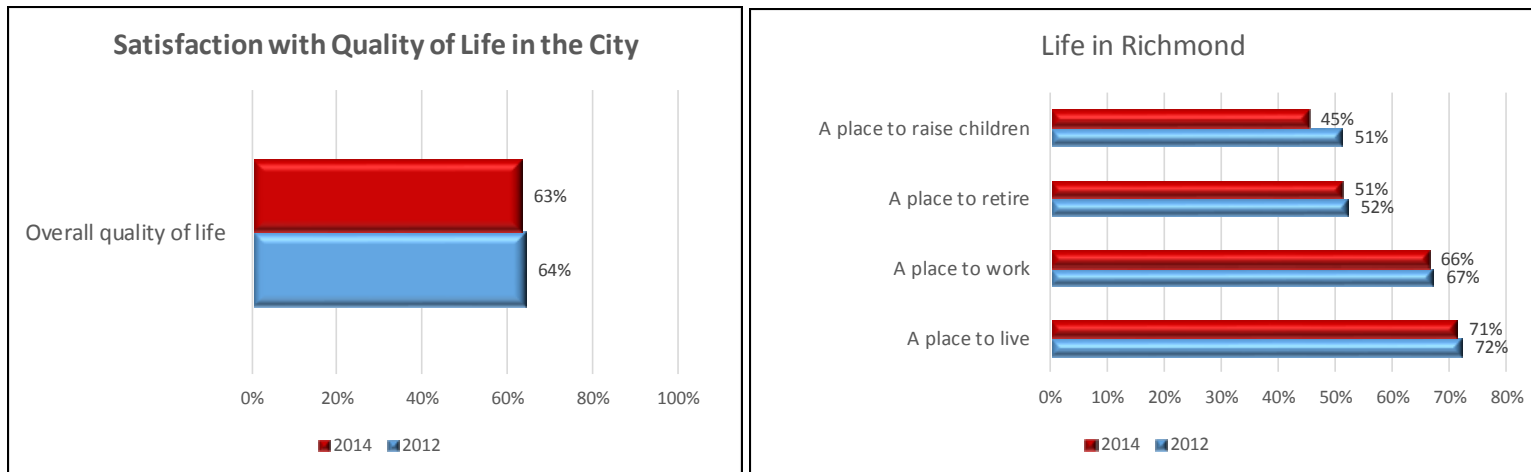 Satisfaction with Quality of Life in the City
Overall quality of life
63%
64%
0% 20% 40% 60% 80% 100%
2014 2012
Life in Richmond
A place to raise children
45%
51%
A place to retire
51%
52%
A place to work
66%
67%
A place to live
71%
72%
0% 10% 20% 30% 40% 50% 60% 70% 80%
2014 2012